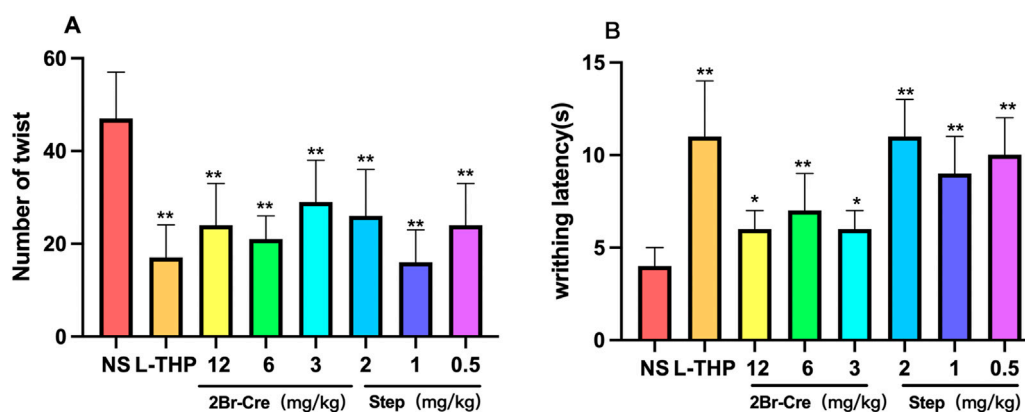 A
Number of twist
60
40
20
0
**
**
**
**
**
**
**
NS L-THP 12 6 3 2 1 0.5
2Br-Cre (mg/kg) Step (mg/kg)
B
writhing latency(s)
15
10
5
0
**
*
**
*
**
**
**
NS L-THP 12 6 3 2 1 0.5
2Br-Cre (mg/kg) Step (mg/kg)